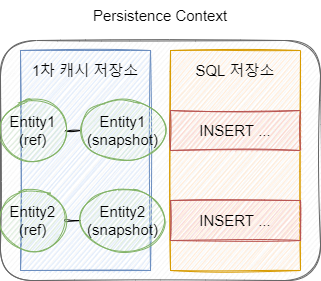 Persistence Context
1차 캐시 저장소
SQL 저장소
Entity1
(ref)
Entity1
(snapshot)
INSERT ...
Entity2
(ref)
Entity2
(snapshot)
INSERT ...